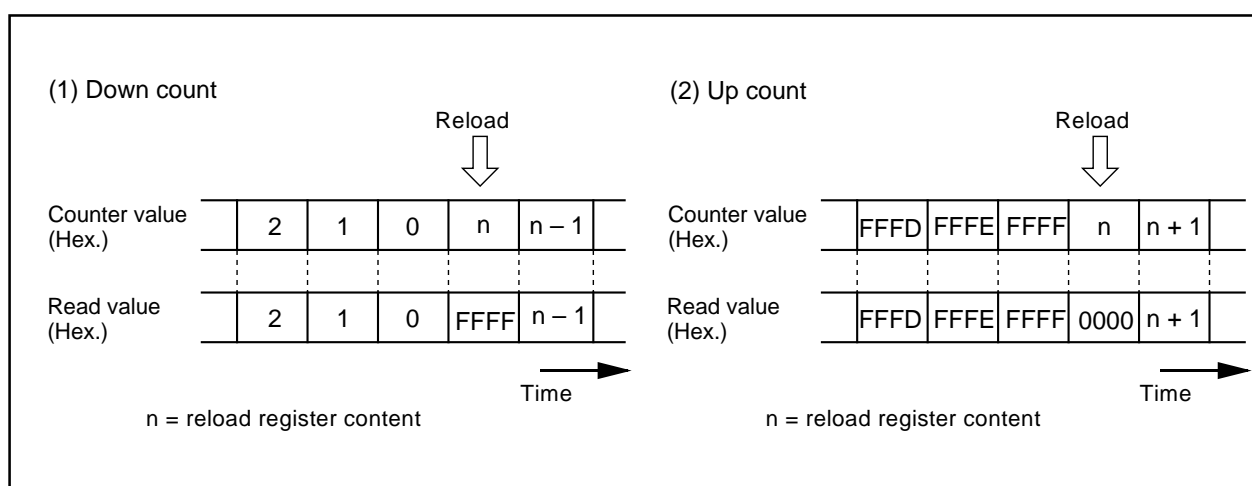 (1) Down count
Reload
Counter value
(Hex.)
2 1 0 n n – 1
Read value
(Hex.)
2 1 0 FFFF n – 1
Time
n = reload register content
(2) Up count
Reload
Counter value
(Hex.)
FFFD FFFE FFFF n n + 1
Read value
(Hex.)
FFFD FFFE FFFF 0000 n + 1
Time
n = reload register content